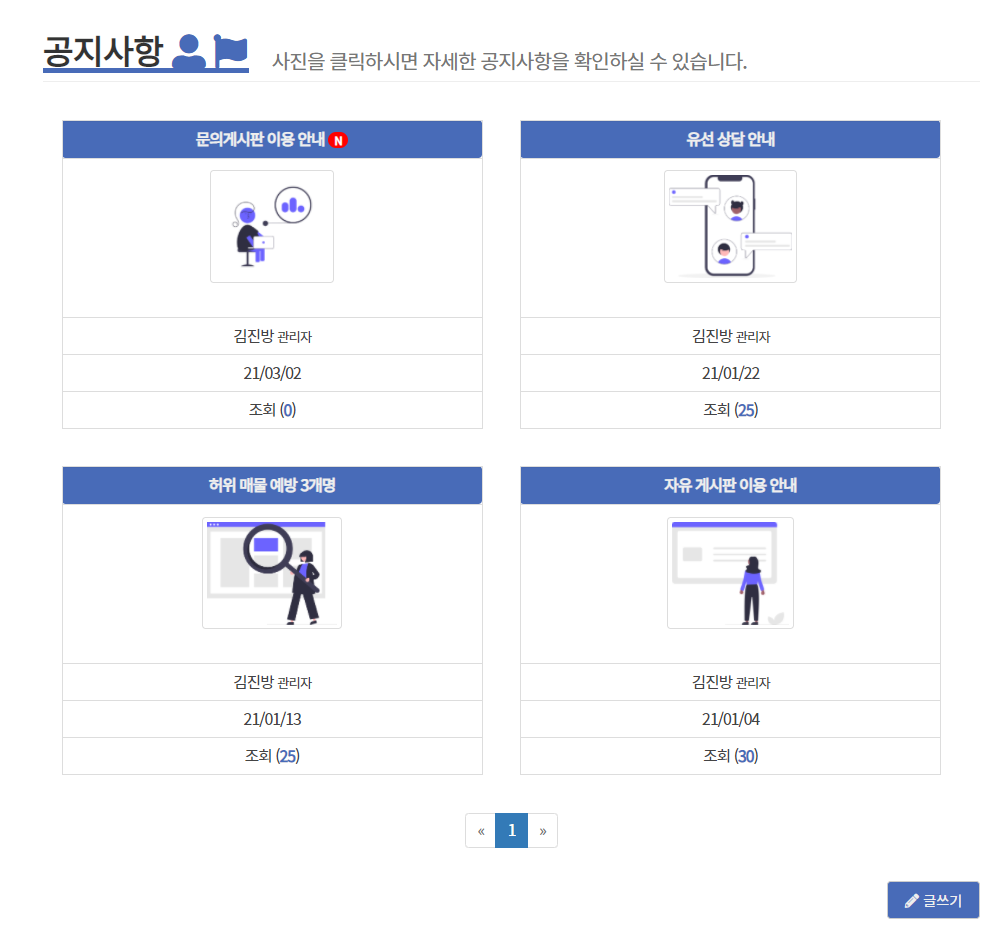 공지사항
사진을 클릭하시면 자세한 공지사항을 확인하실 수 있습니다.
문의게시판 이용 안내 N
김진방 관리자
21/03/02
조회 (0)
유선 상담 안내
김진방 관리자
21/01/22
조회 (25)
허위 매물 예방 3개명
김진방 관리자
21/01/13
조회 (25)
자유 게시판 이용 안내
김진방 관리자
21/01/04
조회 (30)
« 1 »
글쓰기